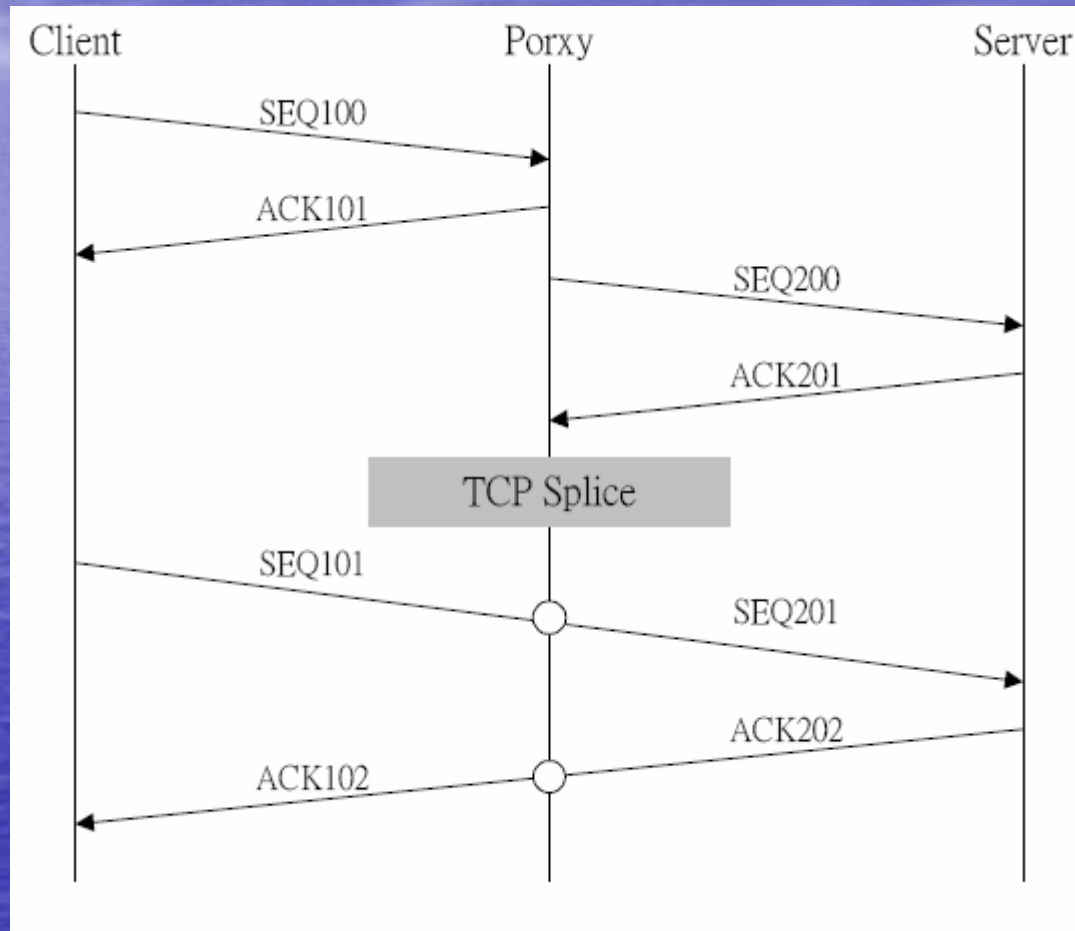 Client Porxy Server
SEQ100
ACK101
SEQ200
ACK201
TCP Splice
SEQ101
SEQ201
ACK202
ACK102